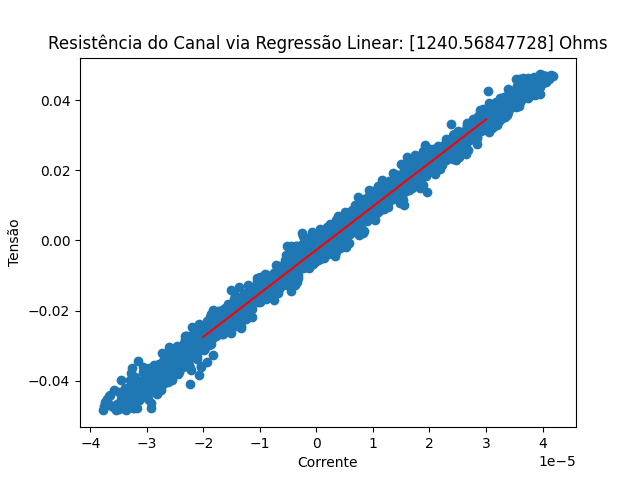 Resistência do Canal via Regressão Linear: [1240.56847728] Ohms
0.04
0.02
0.00
−0.02
−0.04
Tensão
−4 −3 −2 −1 0 1 2 3 4
1e−5
Corrente